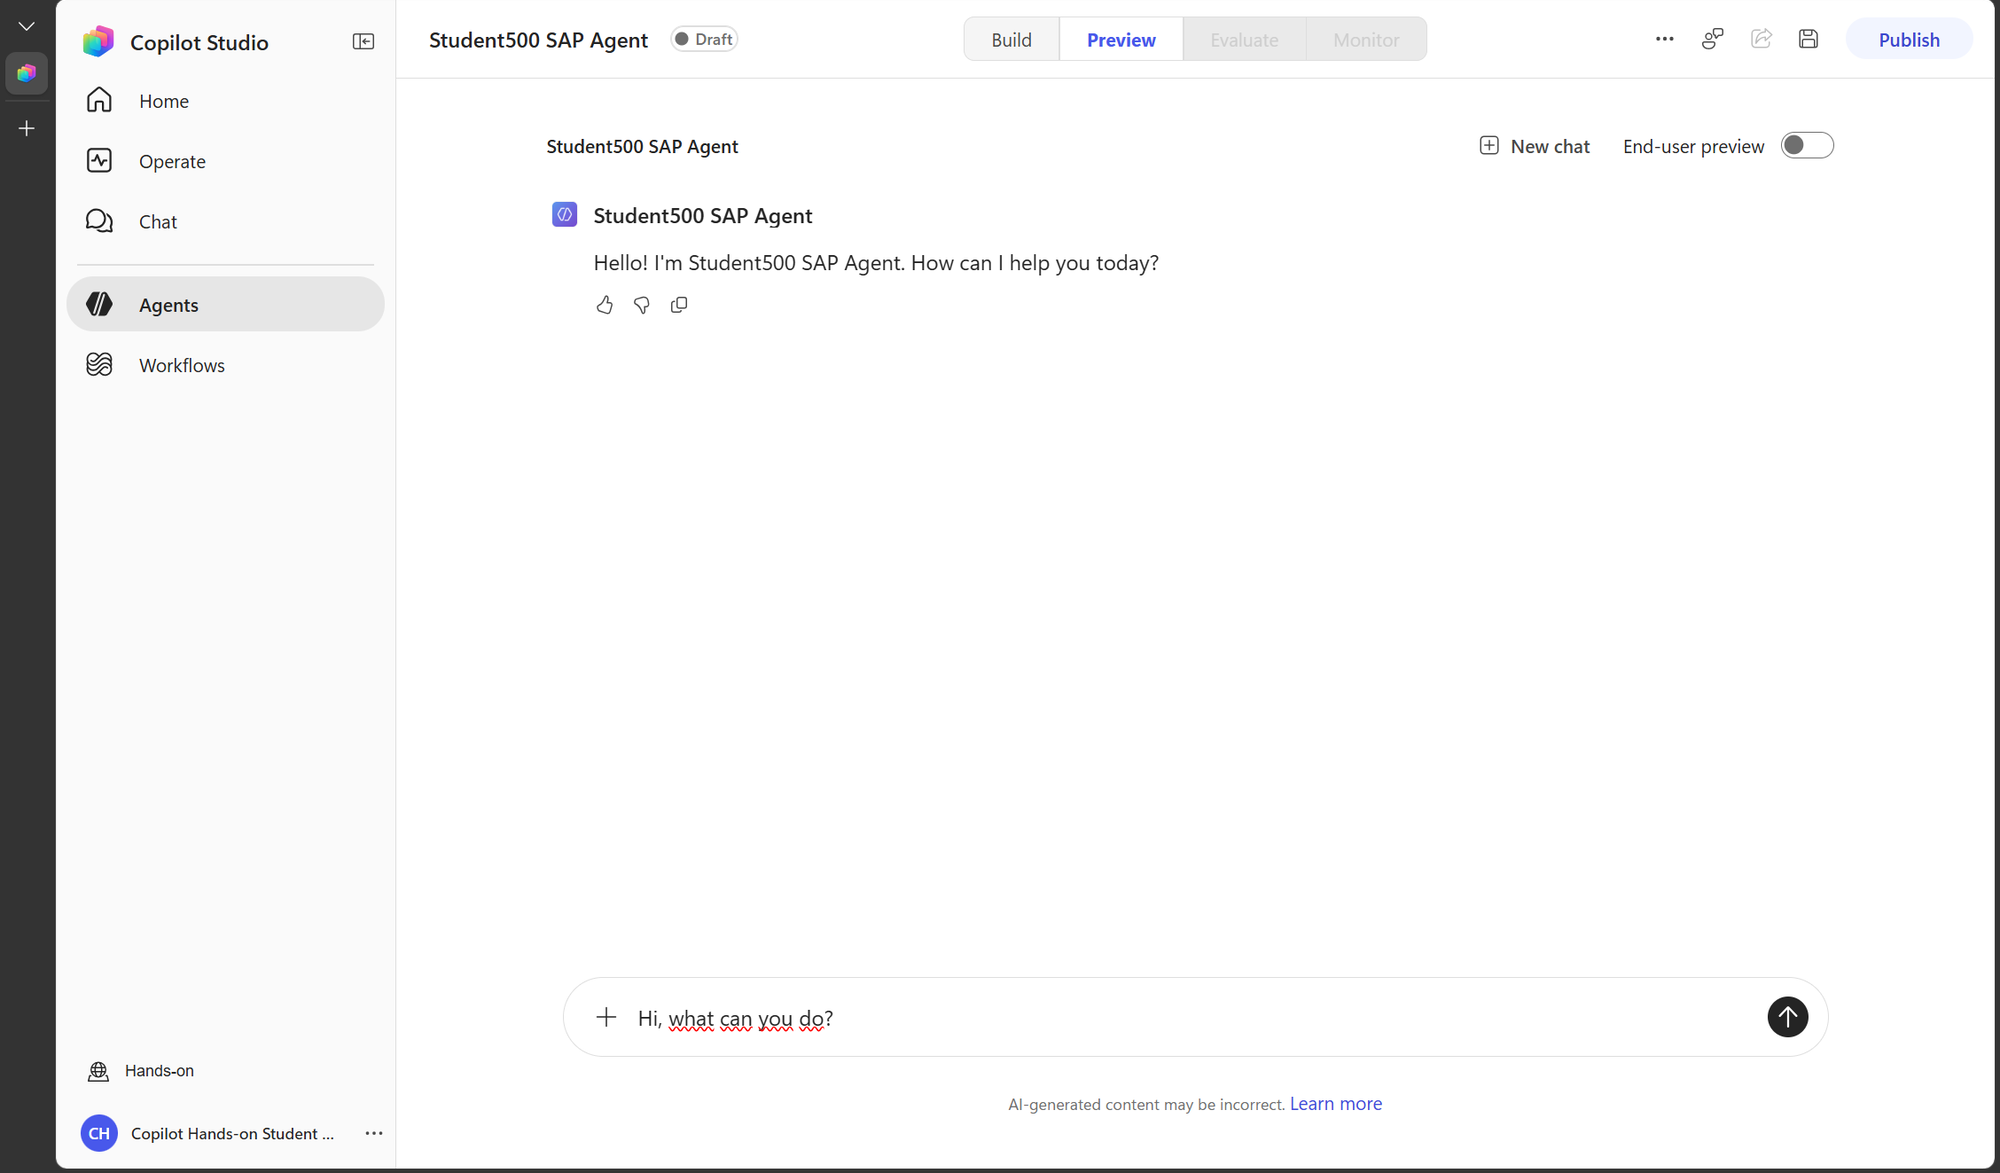 Copilot Studio
Home
Operate
Chat
Agents
Workflows
Hands-on
CH
Copilot Hands-on Student ...
Student500 SAP Agent
Draft
Build
Preview
Evaluate
Monitor
Publish
Student500 SAP Agent
New chat
End-user preview
Student500 SAP Agent
Hello! I'm Student500 SAP Agent. How can I help you today?
Hi, what can you do?
AI-generated content may be incorrect. Learn more